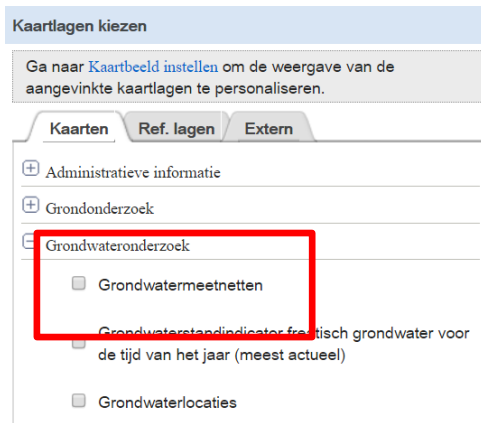 Kaartlagen kiezen
Ga naar Kaartbeeld instellen om de weergave van de
aangevinkte kaartlagen te personaliseren.
Kaarten Ref. lagen Extern
Administratieve informatie
Grondonderzoek
Grondwateronderzoek
Grondwatermeetnetten
Grondwaterstandindicator freatisch grondwater voor
de tijd van het jaar (meest actueel)
Grondwaterlocaties